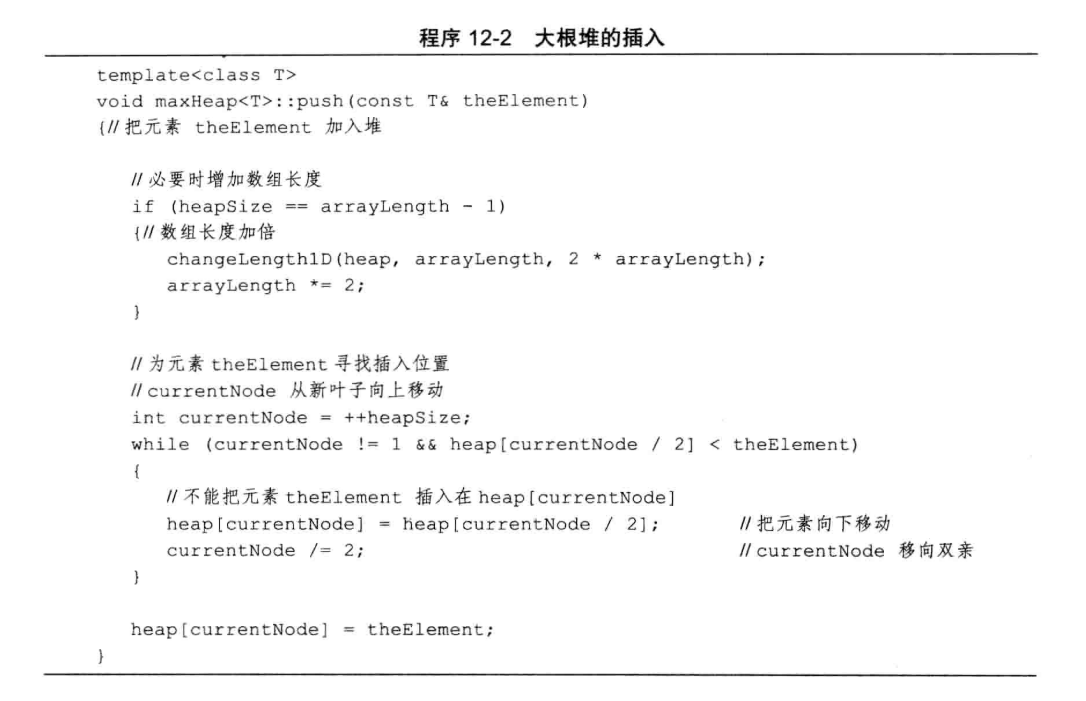 程序 12-2 大根堆的插入
template<class T>
void maxHeap<T>::push(const T& theElement)
{//把元素 theElement 加入堆
//必要时增加数组长度
if (heapSize == arrayLength - 1)
{//数组长度加倍
changeLength1D(heap, arrayLength, 2 * arrayLength);
arrayLength *= 2;
}
//为元素 theElement 寻找插入位置
//currentNode 从新叶子向上移动
int currentNode = ++heapSize;
while (currentNode != 1 && heap[currentNode / 2] < theElement)
{
//不能把元素 theElement 插入在 heap[currentNode]
heap[currentNode] = heap[currentNode / 2]; //把元素向下移动
currentNode /= 2; //currentNode 移向双亲
}
heap[currentNode] = theElement;
}